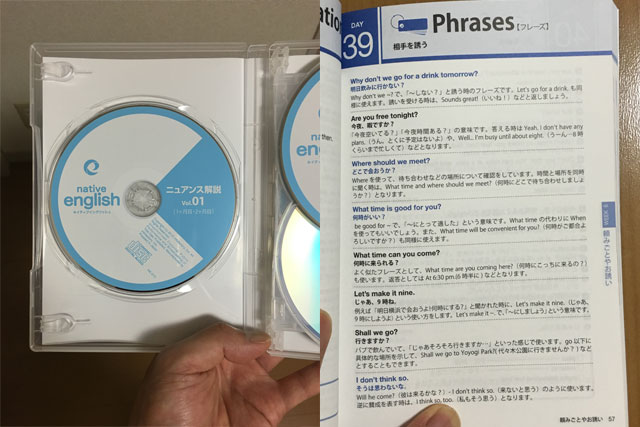 native
english
ネイティブイングリッシュ
ニュアンス解説
Vol.01
then.
DAY
39
Phrases【フレーズ】
相手を誘う
Why don't we go for a drink tomorrow?
明日飲みに行かない?
Why don't we ~? で、「~しない?」と誘う時のフレーズです。Let's go for a drink. も同
様に使えます。誘いを受ける時は、Sounds great!(いいね!)などと返しましょう。
Are you free tonight?
今夜、暇ですか?
「今夜空いてる?」「今夜時間ある?」の意味です。答える時は Yeah. I don't have any
plans.(うん、とくに予定はないよ)や、Well... I'm busy until about eight.(うーん…8時
くらいまで忙しくて)などとなります。
Where should we meet?
どこで会おうか?
Where を使って、待ち合わせなどの場所について確認をしています。時間と場所を同時
に聞く時は、What time and where should we meet?(何時にどこで待ち合わせしましょ
うか?)となります。
What time is good for you?
何時がいい?
be good for ~ で、「~にとって適した」という意味です。What time の代わりに When
を使ってもいいでしょう。また、What time will be convenient for you?(何時がご都合よ
ろしいですか?)も同様に使えます。
What time can you come?
何時に来られる?
よく似たフレーズとして、What time are you coming here?(何時にこっちに来るの?)
も使います。返答としては At 6:30 pm.(6時半に)などとなります。
Let's make it nine.
じゃあ、9時ね。
例えば「明日横浜で会おうよ!何時にする?」と聞かれた時に、Let's make it nine.(じゃあ、
9時にしようよ)という使い方をします。Let's make it ~. で、「~にしましょう」という意味です。
Shall we go?
行きますか?
パブで飲んでいて、「じゃあそろそろ行きますか…」といった感じで使います。go 以下に
具体的な場所を示して、Shall we go to Yoyogi Park?(代々木公園に行きませんか?)など
とすることもできます。
I don't think so.
そうは思わないな。
Will he come?(彼は来るかな?) - I don't think so.(来ないと思う)のように使います。
逆に賛成を表す時は、I think so, too.(私もそう思う)となります。
頼みごとやお誘い
頼みごとやお誘い 57